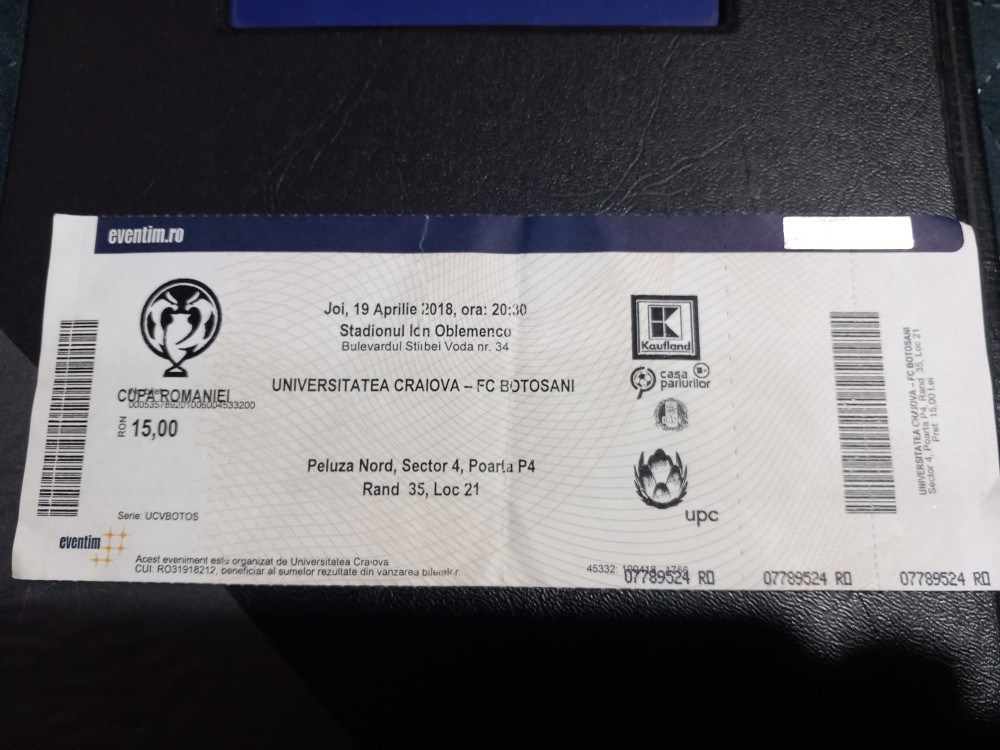 eventim.ro
Joi, 19 Aprilie 2018, ora: 20:30
Stadionul Ion Oblemenco
Bulevardul Stiibei Voda nr. 34
Kaufland
casa
pariurilor
UNIVERSITATEA CRAIOVA – FC BOTOSANI
CUPA ROMANIEI
RON 15,00
Peluza Nord, Sector 4, Poarta P4
Rand 35, Loc 21
upc
Serie: UCVBOTOS
eventim
Acest eveniment este organizat de Universitatea Craiova
CUI: RO31918212, beneficiar al sumelor rezultate din vanzarea biletelor.
45332
07789524 RO
07789524 RO
07789524 RO
UNIVERSITATEA CRAIOVA – FC BOTOSANI
Sector 4, Poarta P4, Rand 35, Loc 21
Pret 15,00 Lei